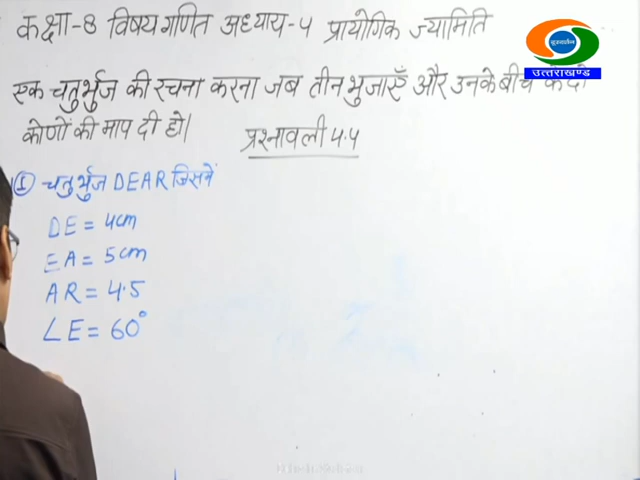 कक्षा-8 विषय गणित अध्याय-4 प्रायोगिक ज्यामिति
दूरदर्शन
उत्तराखण्ड
एक चतुर्भुज की रचना करना जब तीन भुजाएँ और उनके बीच के दो
कोणों की माप दी हो।
प्रश्नावली 4.4
① चतुर्भुज DEAR जिसमें
DE = 4cm
EA = 5cm
AR = 4.5
∠E = 60°